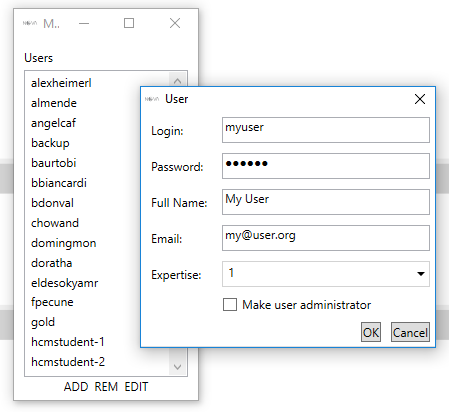 NOVA M..
Users
alexheimerl
almende
angelcaf
backup
baurtobi
bbiancardi
bdonval
chowand
domingmon
doratha
eldesokyamr
fpecune
gold
hcmstudent-1
hcmstudent-2
ADD REM EDIT
NOVA User
Login: myuser
Password: ●●●●●●
Full Name: My User
Email: my@user.org
Expertise: 1
Make user administrator
OK Cancel